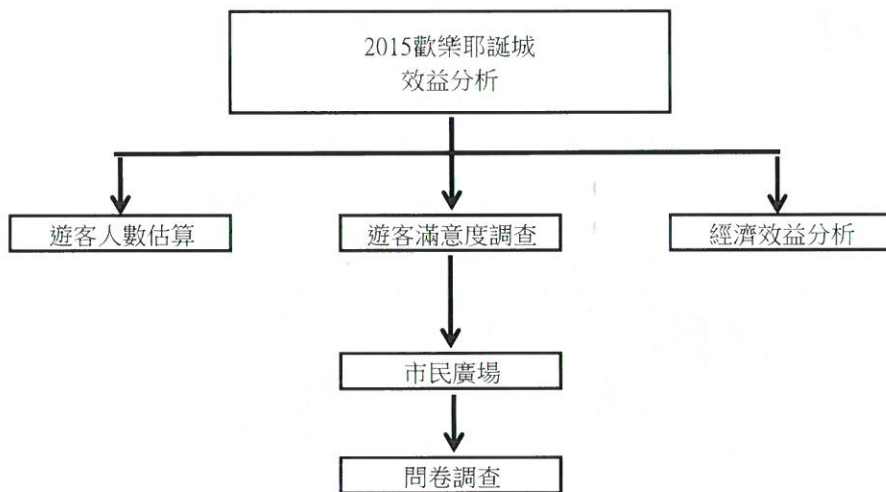 2015歡樂耶誕城
效益分析
遊客人數估算
遊客滿意度調查
經濟效益分析
市民廣場
問卷調查